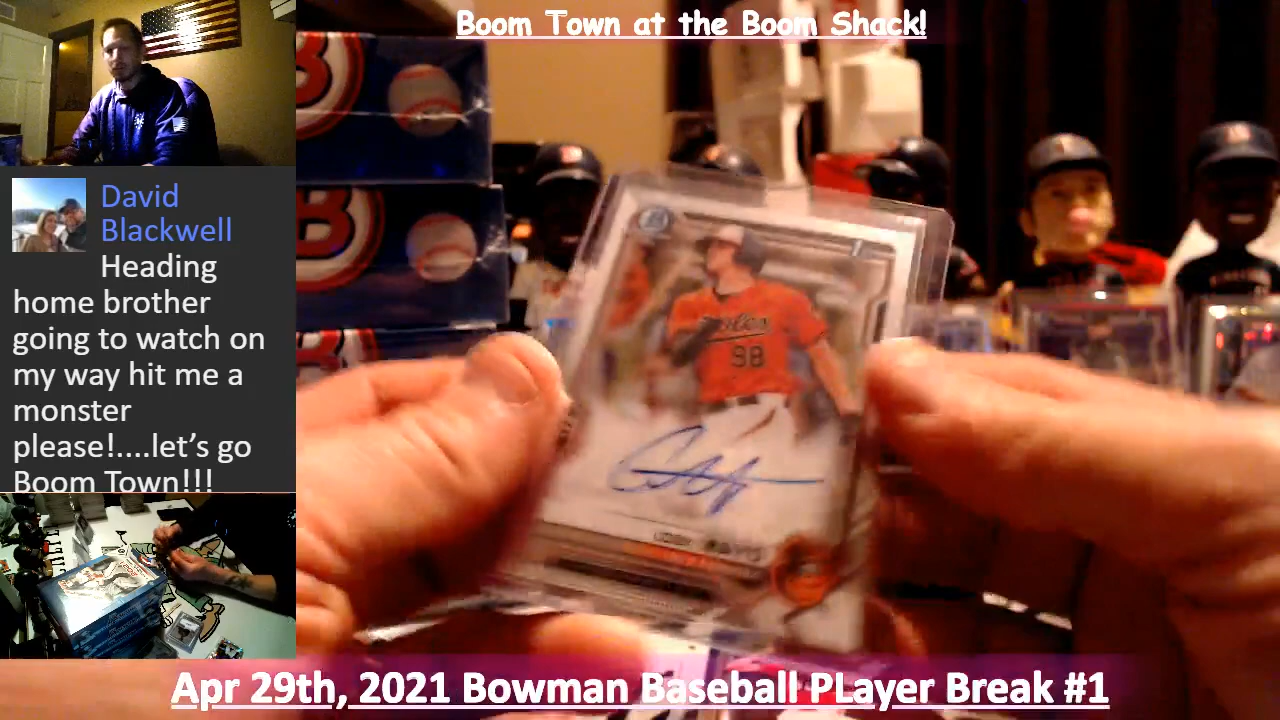 Boom Town at the Boom Shack!
David
Blackwell
Heading
home brother
going to watch on
my way hit me a
monster
please!....let's go
Boom Town!!!
98
Apr 29th, 2021 Bowman Baseball PLayer Break #1